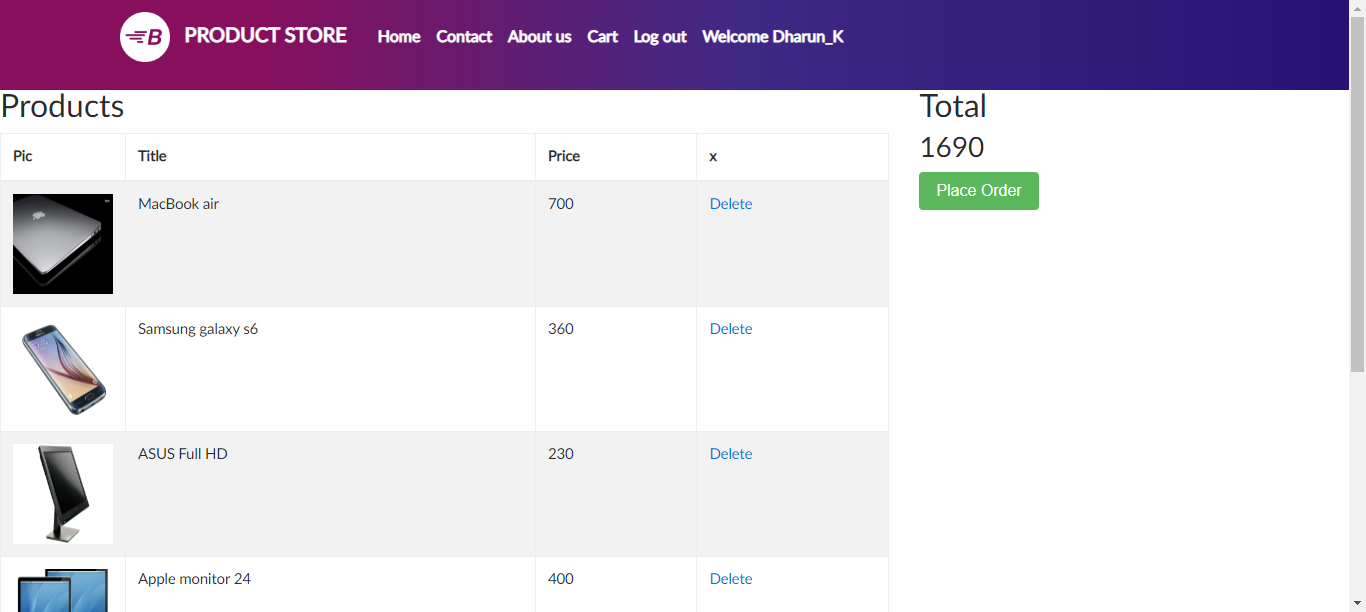 B PRODUCT STORE Home Contact About us Cart Log out Welcome Dharun_K
Products
Pic Title Price x
MacBook air 700 Delete
Samsung galaxy s6 360 Delete
ASUS Full HD 230 Delete
Apple monitor 24 400 Delete
Total
1690
Place Order